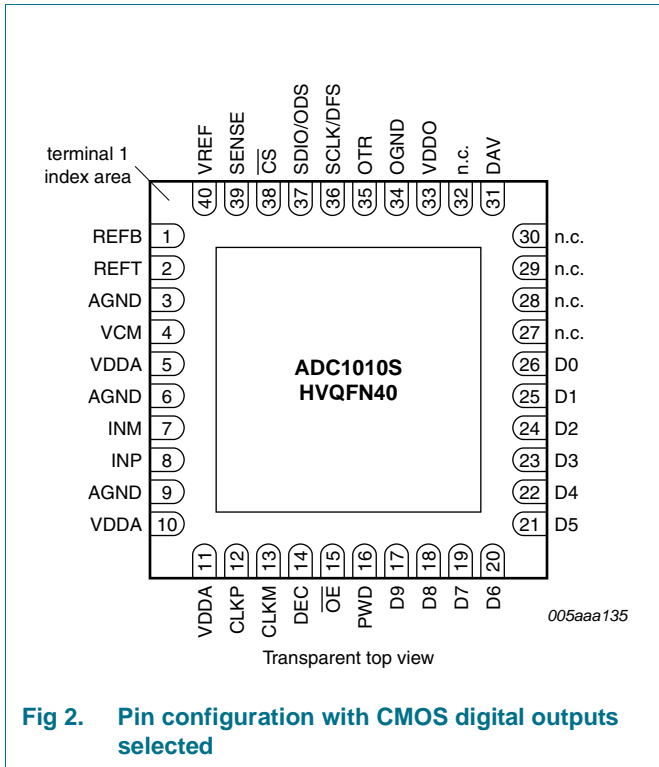 40 VREF
39 SENSE
38 C̅S̅
37 SDIO/ODS
36 SCLK/DFS
35 OTR
34 OGND
33 VDDO
32 n.c.
31 DAV
terminal 1
index area
REFB 1
REFT 2
AGND 3
VCM 4
VDDA 5
AGND 6
INM 7
INP 8
AGND 9
VDDA 10
30 n.c.
29 n.c.
28 n.c.
27 n.c.
26 D0
25 D1
24 D2
23 D3
22 D4
21 D5
ADC1010S
HVQFN40
VDDA 11
CLKP 12
CLKM 13
DEC 14
O̅E̅ 15
PWD 16
D9 17
D8 18
D7 19
D6 20
005aaa135
Transparent top view
Fig 2. Pin configuration with CMOS digital outputs
selected